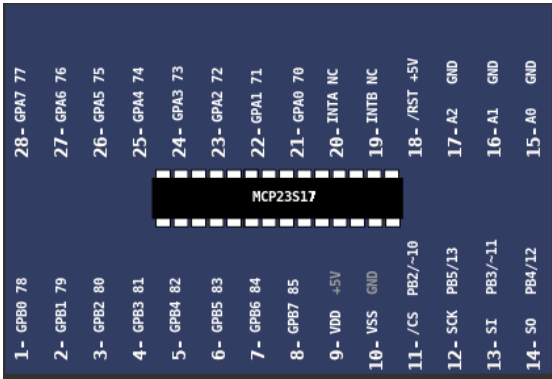 28- GPA7 77
27- GPA6 76
26- GPA5 75
25- GPA4 74
24- GPA3 73
23- GPA2 72
22- GPA1 71
21- GPA0 70
20- INTA NC
19- INTB NC
18- /RST +5V
17- A2 GND
16- A1 GND
15- A0 GND
MCP23S17
1- GPB0 78
2- GPB1 79
3- GPB2 80
4- GPB3 81
5- GPB4 82
6- GPB5 83
7- GPB6 84
8- GPB7 85
9- VDD +5V
10- VSS GND
11- /CS PB2/~10
12- SCK PB5/13
13- SI PB3/~11
14- SO PB4/12